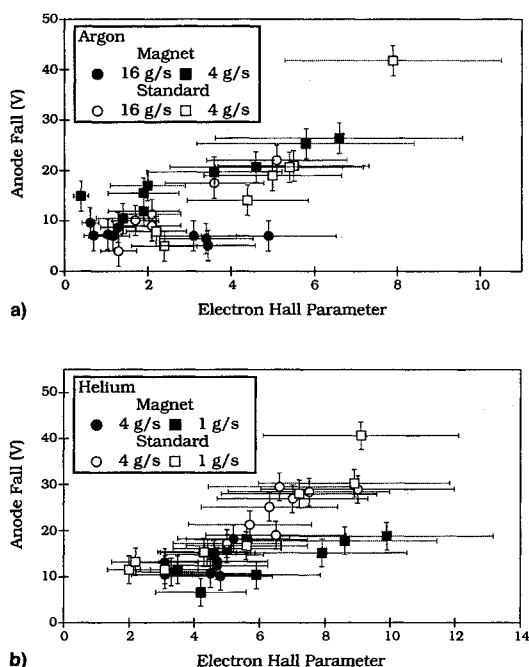 50
40
30
20
10
0
Anode Fall (V)
Argon
Magnet
16 g/s 4 g/s
Standard
16 g/s 4 g/s
0 2 4 6 8 10
Electron Hall Parameter
a)
50
40
30
20
10
0
Anode Fall (V)
Helium
Magnet
4 g/s 1 g/s
Standard
4 g/s 1 g/s
0 2 4 6 8 10 12 14
Electron Hall Parameter
b)